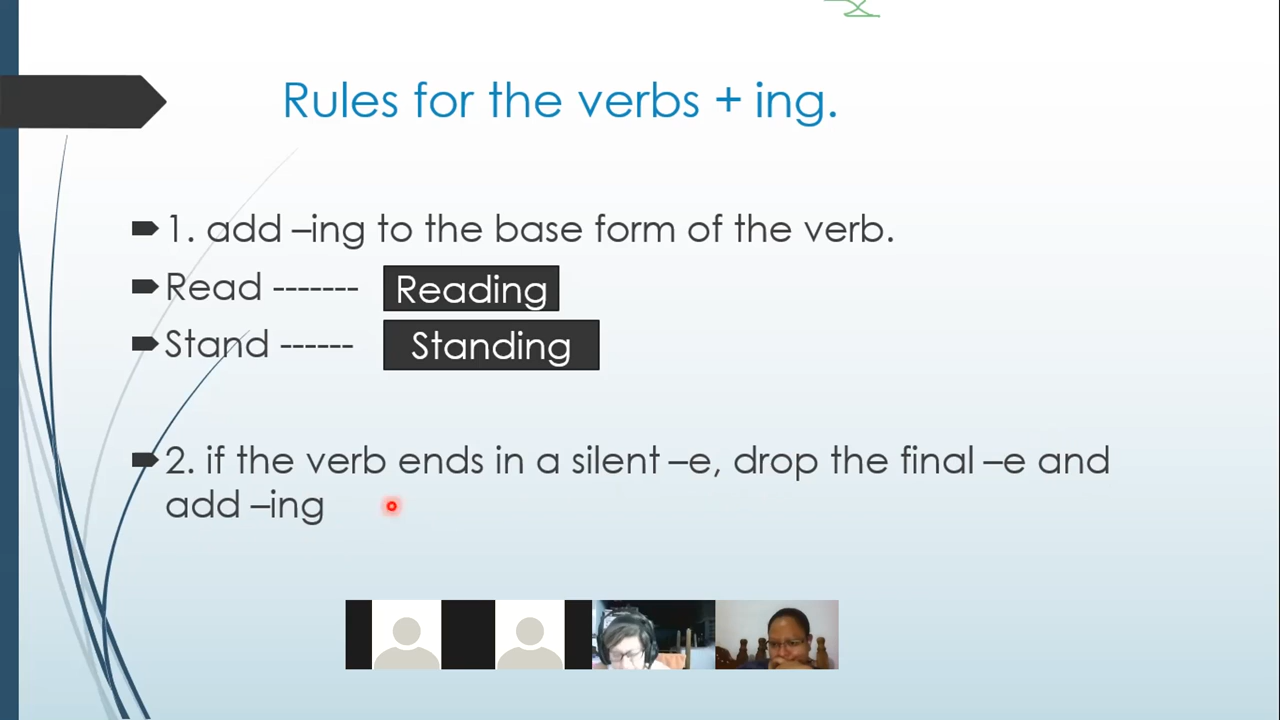 Rules for the verbs + ing.
1. add –ing to the base form of the verb.
Read ------- Reading
Stand ------ Standing
2. if the verb ends in a silent –e, drop the final –e and
add –ing